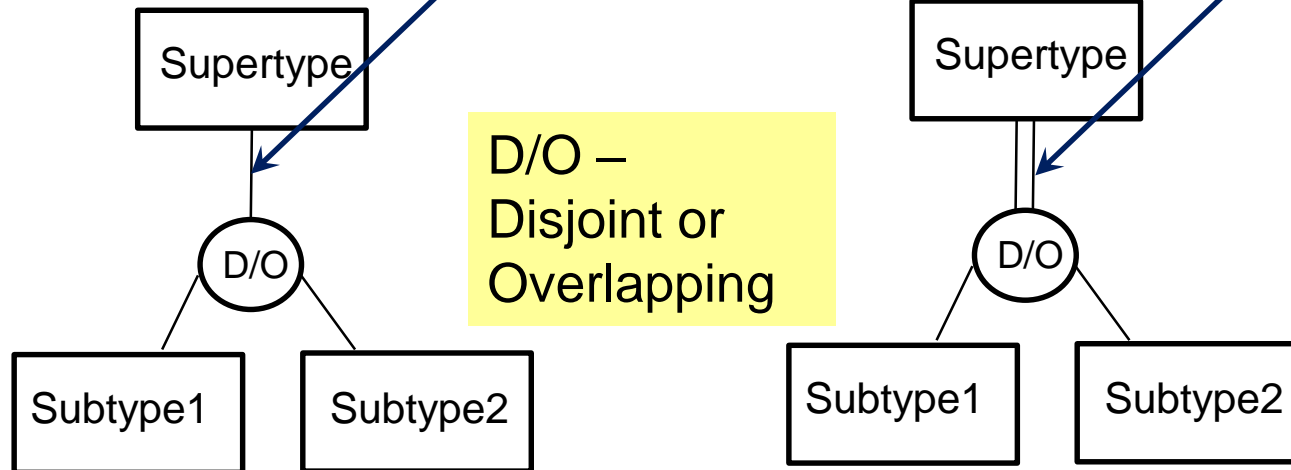 Supertype
Supertype
D/O –
Disjoint or
Overlapping
D/O
D/O
Subtype1
Subtype2
Subtype1
Subtype2